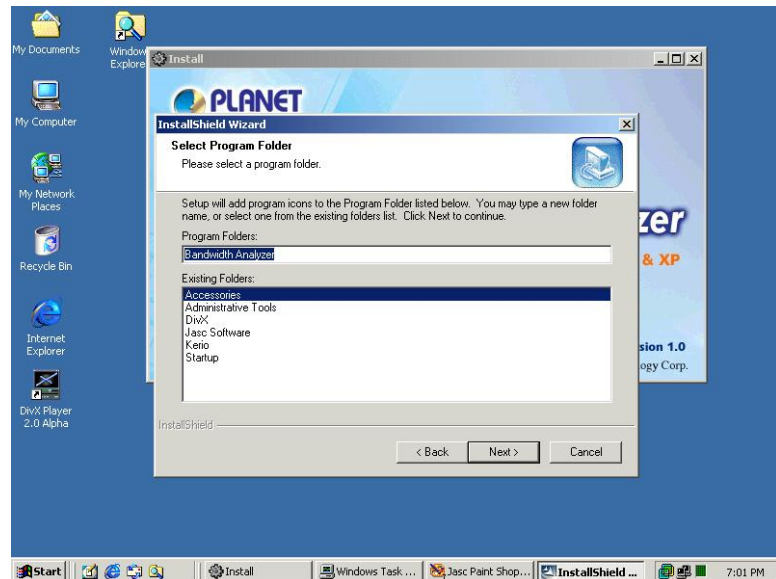 My Documents
Window
Explore
My Computer
My Network
Places
Recycle Bin
Internet
Explorer
DivX Player
2.0 Alpha
Install
PLANET
zer
& XP
sion 1.0
ogy Corp.
InstallShield Wizard
Select Program Folder
Please select a program folder.
Setup will add program icons to the Program Folder listed below. You may type a new folder
name, or select one from the existing folders list. Click Next to continue.
Program Folders:
Bandwidth Analyzer
Existing Folders:
Accessories
Administrative Tools
DivX
Jasc Software
Kerio
Startup
InstallShield
< Back Next > Cancel
Start Install Windows Task ... Jasc Paint Shop... InstallShield ... 7:01 PM